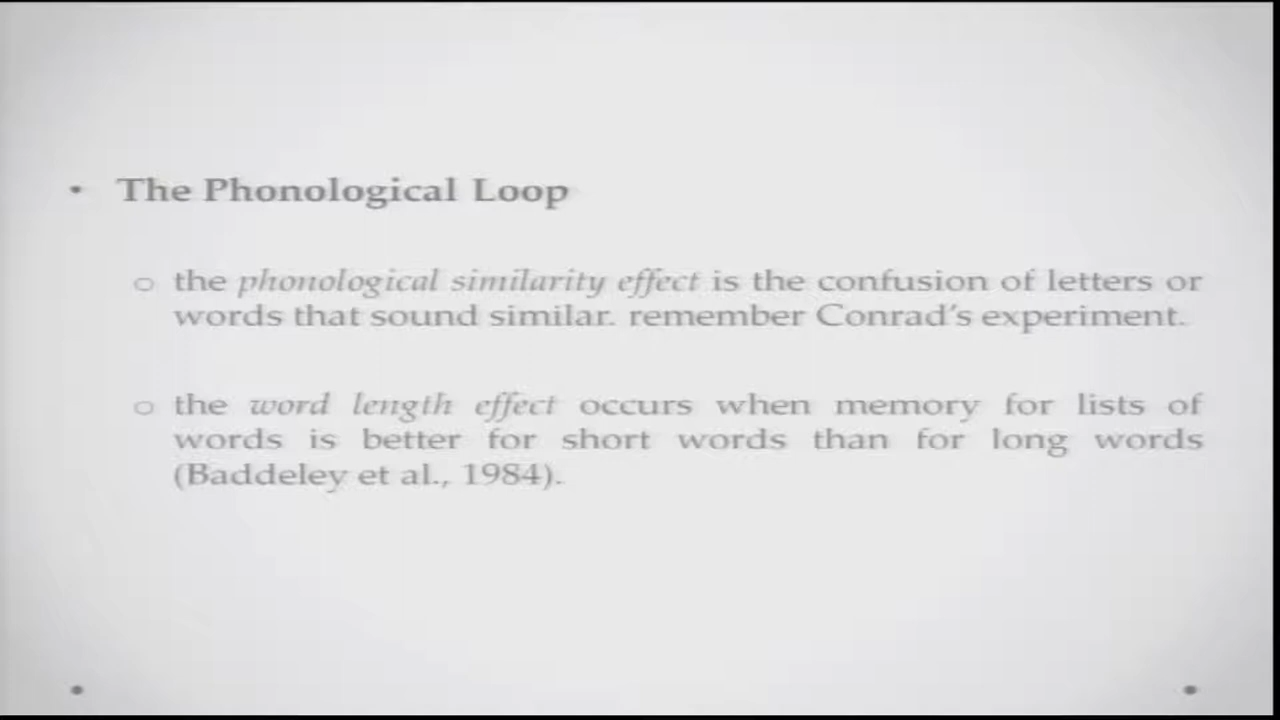 • The Phonological Loop
o the phonological similarity effect is the confusion of letters or
words that sound similar. remember Conrad's experiment.
o the word length effect occurs when memory for lists of
words is better for short words than for long words
(Baddeley et al., 1984).